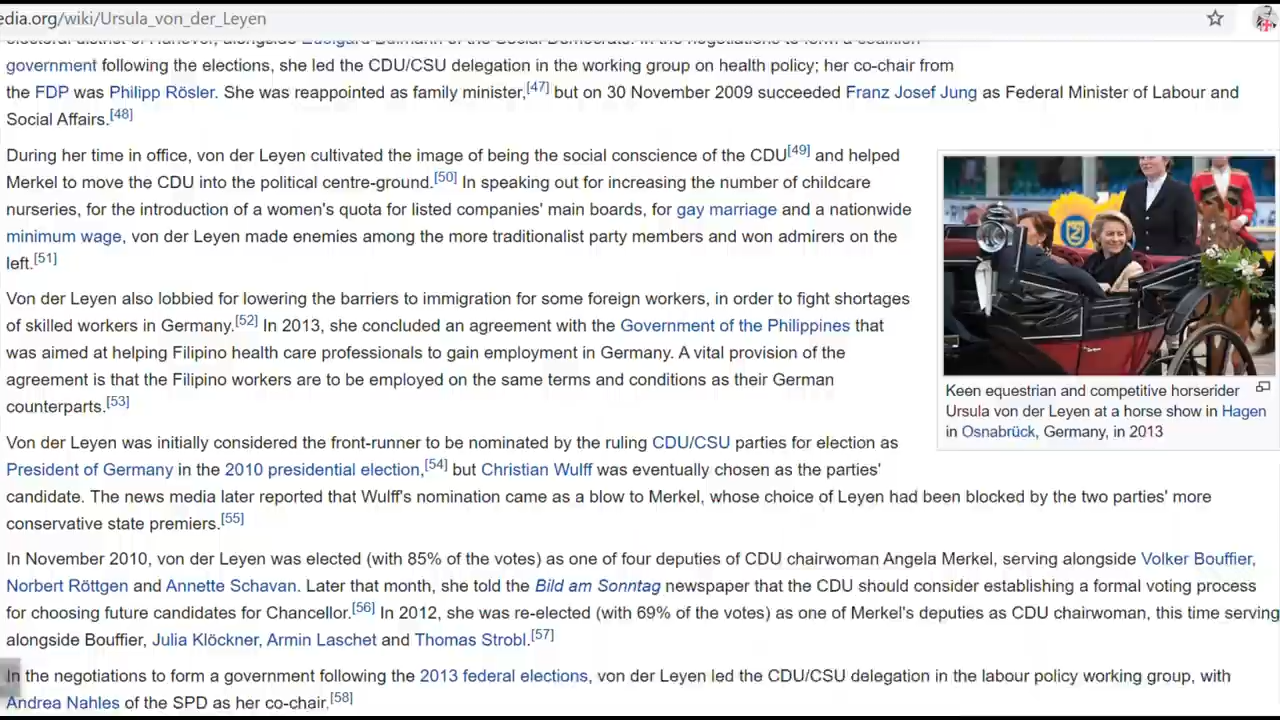 edia.org/wiki/Ursula_von_der_Leyen
government following the elections, she led the CDU/CSU delegation in the working group on health policy; her co-chair from
the FDP was Philipp Rösler. She was reappointed as family minister,[47] but on 30 November 2009 succeeded Franz Josef Jung as Federal Minister of Labour and
Social Affairs.[48]
During her time in office, von der Leyen cultivated the image of being the social conscience of the CDU[49] and helped
Merkel to move the CDU into the political centre-ground.[50] In speaking out for increasing the number of childcare
nurseries, for the introduction of a women's quota for listed companies' main boards, for gay marriage and a nationwide
minimum wage, von der Leyen made enemies among the more traditionalist party members and won admirers on the
left.[51]
Von der Leyen also lobbied for lowering the barriers to immigration for some foreign workers, in order to fight shortages
of skilled workers in Germany.[52] In 2013, she concluded an agreement with the Government of the Philippines that
was aimed at helping Filipino health care professionals to gain employment in Germany. A vital provision of the
agreement is that the Filipino workers are to be employed on the same terms and conditions as their German
counterparts.[53]
Keen equestrian and competitive horserider
Ursula von der Leyen at a horse show in Hagen
in Osnabrück, Germany, in 2013
Von der Leyen was initially considered the front-runner to be nominated by the ruling CDU/CSU parties for election as
President of Germany in the 2010 presidential election,[54] but Christian Wulff was eventually chosen as the parties'
candidate. The news media later reported that Wulff's nomination came as a blow to Merkel, whose choice of Leyen had been blocked by the two parties' more
conservative state premiers.[55]
In November 2010, von der Leyen was elected (with 85% of the votes) as one of four deputies of CDU chairwoman Angela Merkel, serving alongside Volker Bouffier,
Norbert Röttgen and Annette Schavan. Later that month, she told the Bild am Sonntag newspaper that the CDU should consider establishing a formal voting process
for choosing future candidates for Chancellor.[56] In 2012, she was re-elected (with 69% of the votes) as one of Merkel's deputies as CDU chairwoman, this time serving
alongside Bouffier, Julia Klöckner, Armin Laschet and Thomas Strobl.[57]
In the negotiations to form a government following the 2013 federal elections, von der Leyen led the CDU/CSU delegation in the labour policy working group, with
Andrea Nahles of the SPD as her co-chair.[58]